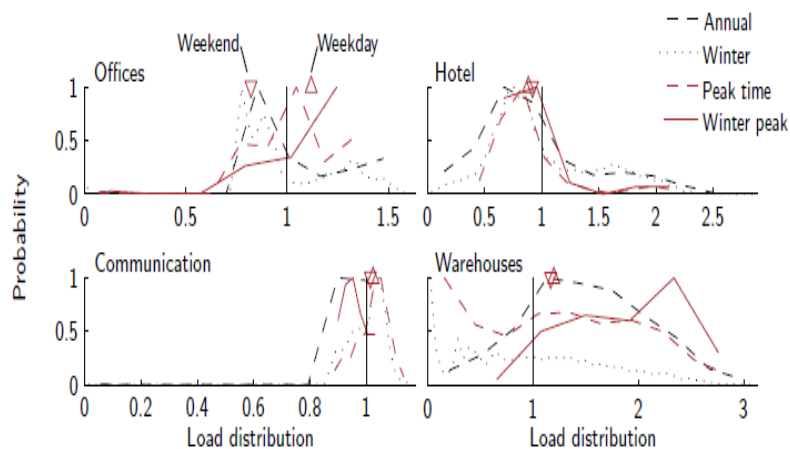 Weekend
Weekday
Annual
Winter
Peak time
Winter peak
Offices
Hotel
1
0.5
0
0 0.5 1 1.5
1
0.5
0
0 0.5 1 1.5 2 2.5
Probability
Communication
Warehouses
1
0.5
0
0 0.2 0.4 0.6 0.8 1
1
0.5
0
0 1 2 3
Load distribution
Load distribution